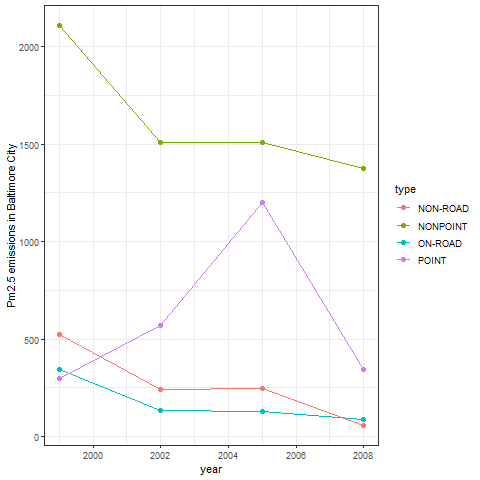 Pm2.5 emissions in Baltimore City
2000
1500
1000
500
0
2000
2002
2004
2006
2008
year
type
NON-ROAD
NONPOINT
ON-ROAD
POINT